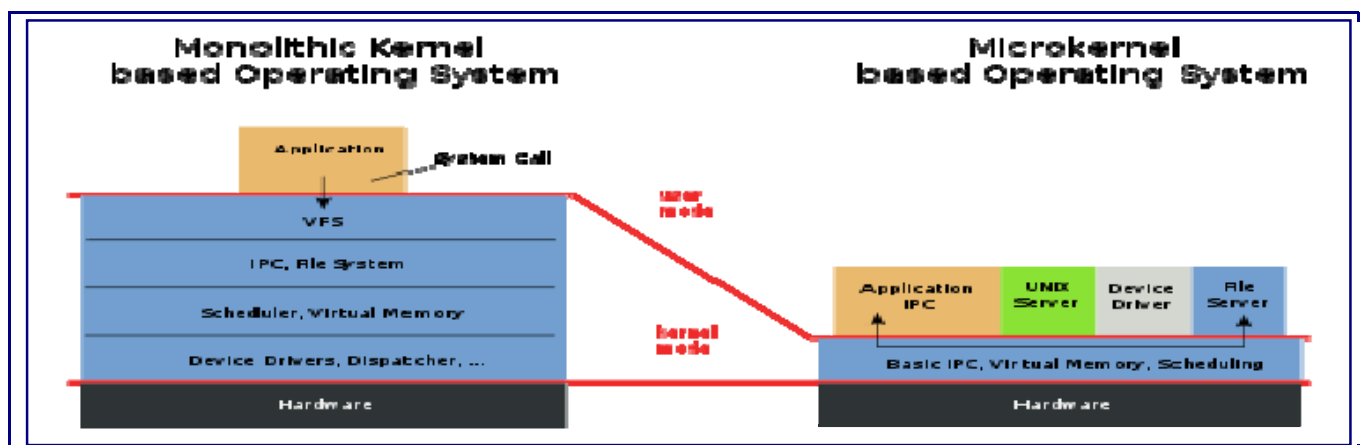 Monolithic Kernel
based Operating System
Microkernel
based Operating System
Application
System Call
VFS
IPC, File System
Scheduler, Virtual Memory
Device Drivers, Dispatcher, ...
Hardware
user
mode
kernel
mode
Application
IPC
UNIX
Server
Device
Driver
File
Server
Basic IPC, Virtual Memory, Scheduling
Hardware